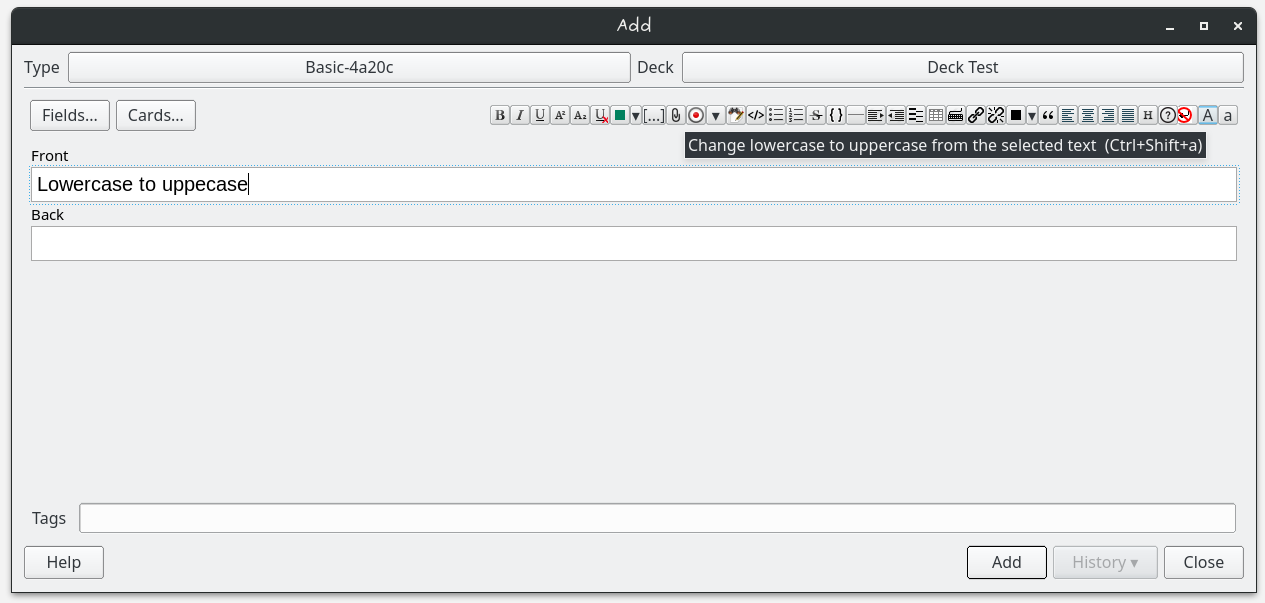 Add
Type Basic-4a20c Deck Deck Test
Fields... Cards... B I U A² A₂ U [...] </> S { } “ H ? A a
Change lowercase to uppercase from the selected text (Ctrl+Shift+a)
Front
Lowercase to uppecase
Back
Tags
Help Add History ▾ Close